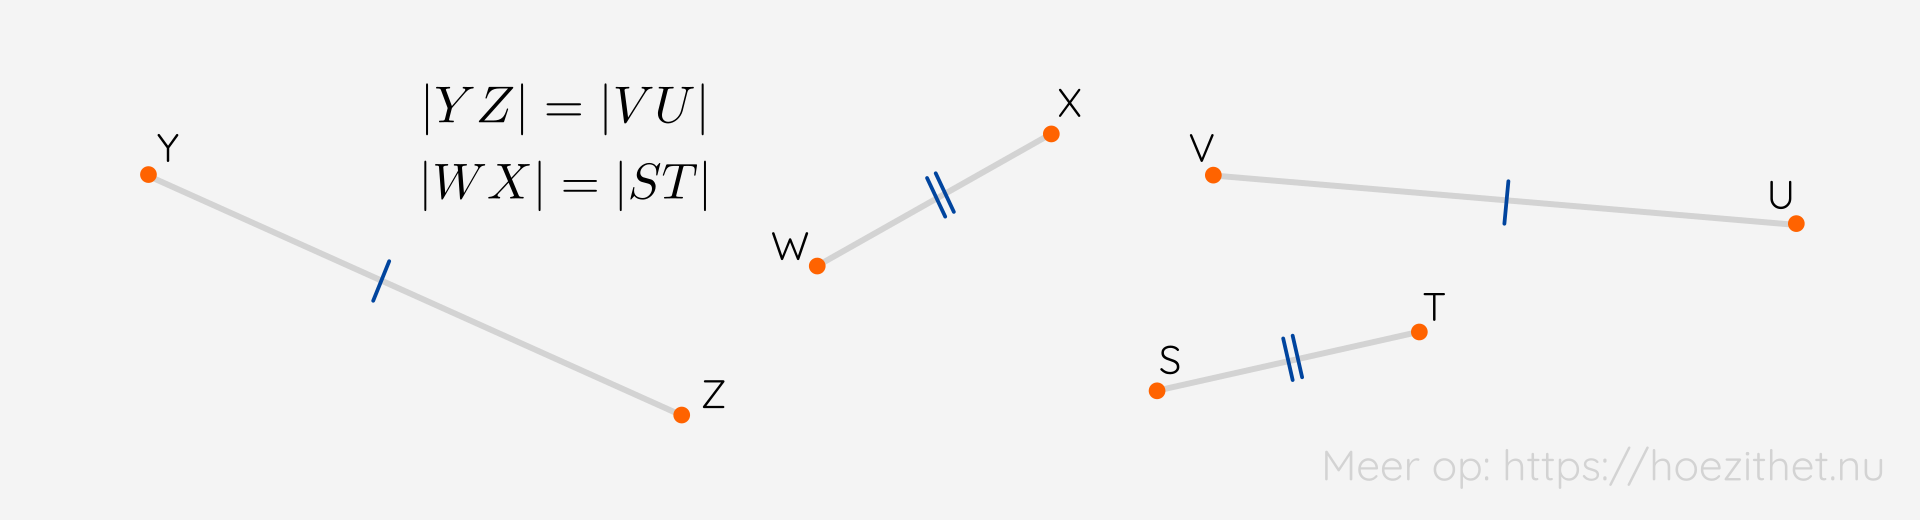 |YZ| = |VU|
|WX| = |ST|
Y
Z
W
X
V
U
S
T
Meer op: https://hoezithet.nu